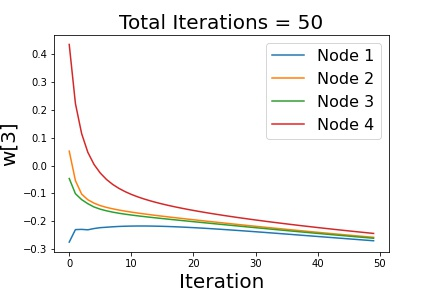 Total Iterations = 50
w[3]
0.4
0.3
0.2
0.1
0.0
−0.1
−0.2
−0.3
Node 1
Node 2
Node 3
Node 4
0 10 20 30 40 50
Iteration